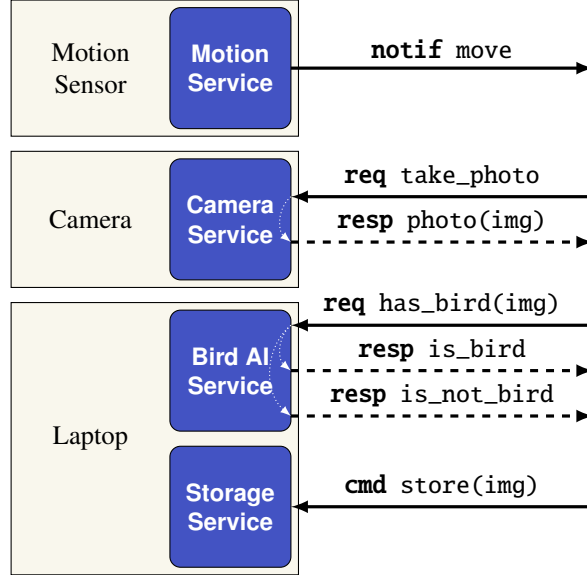 Motion
Sensor
Motion
Service
notif move
Camera
Camera
Service
req take_photo
resp photo(img)
Laptop
Bird AI
Service
req has_bird(img)
resp is_bird
resp is_not_bird
Storage
Service
cmd store(img)